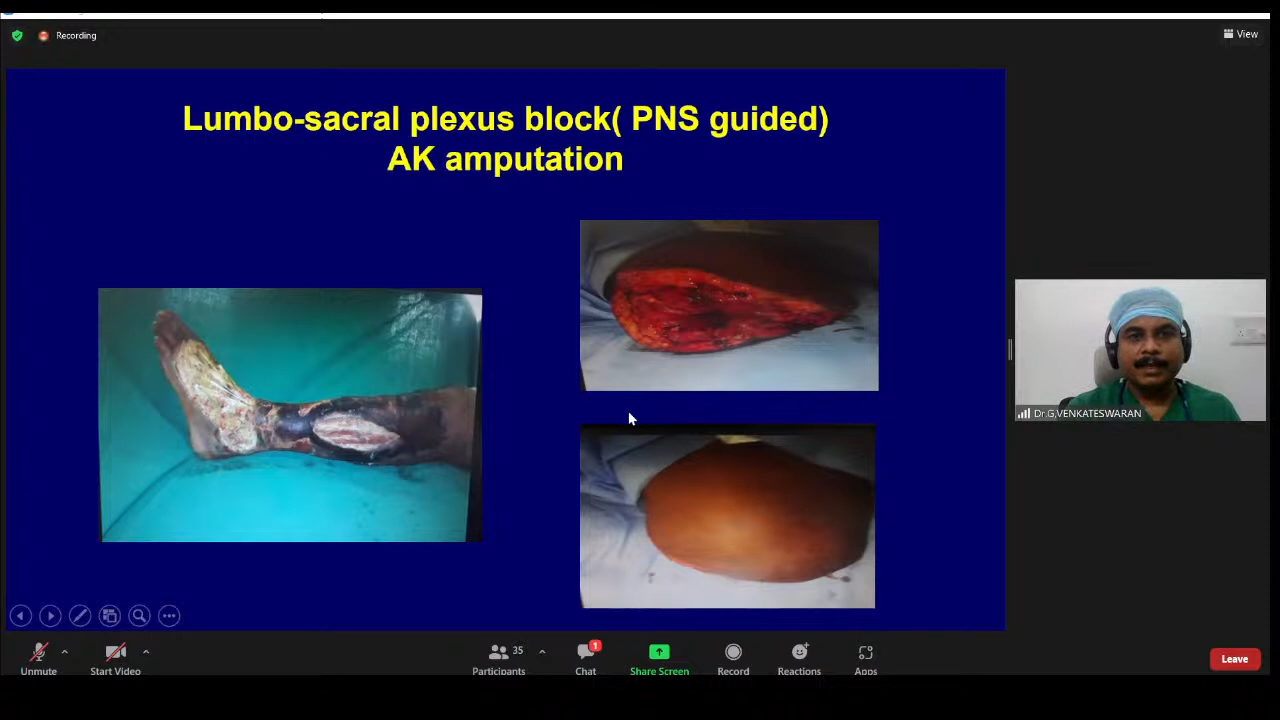 Recording
View
Lumbo-sacral plexus block( PNS guided)
AK amputation
Dr.G,VENKATESWARAN
35
1
Unmute
Start Video
Participants
Chat
Share Screen
Record
Reactions
Apps
Leave